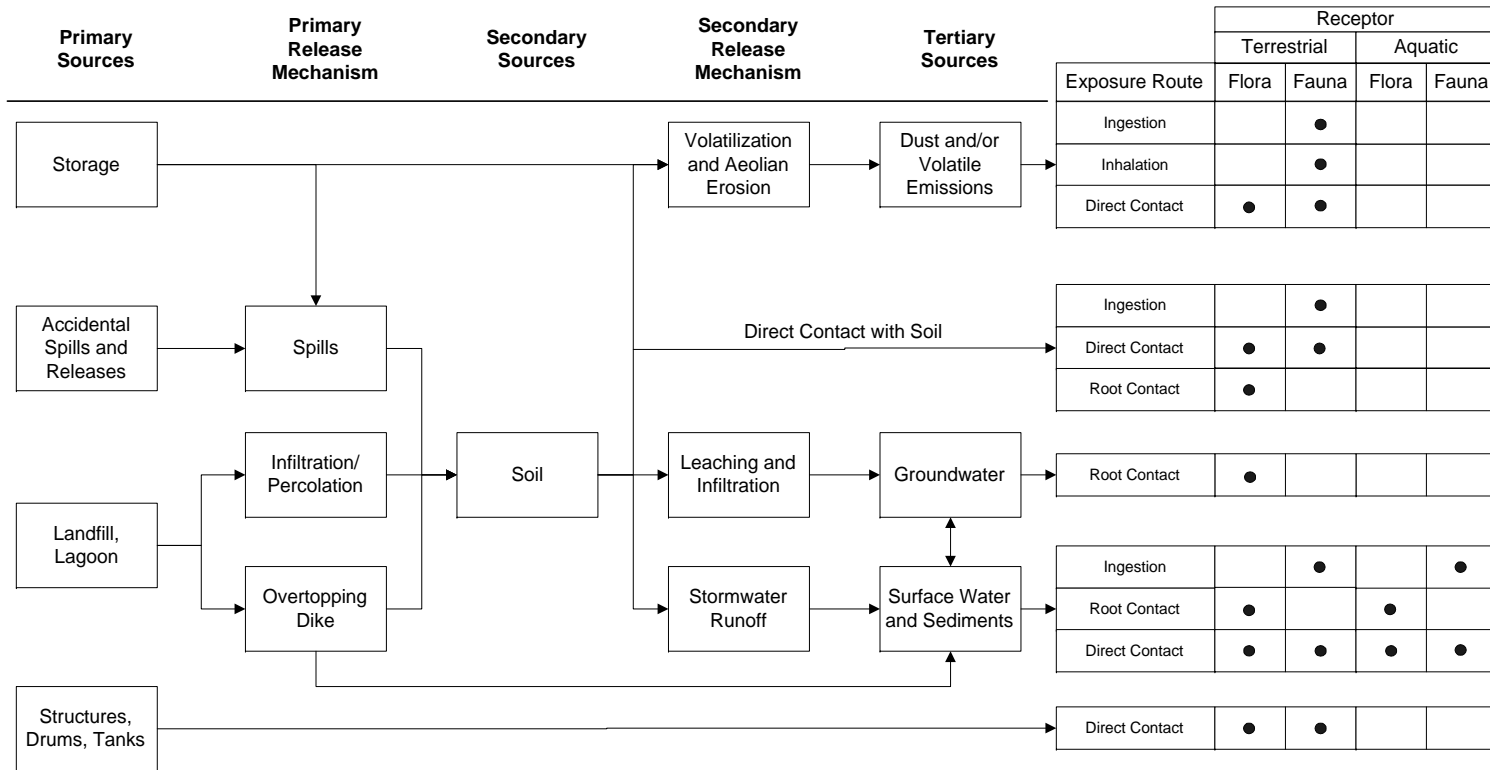 Primary
Sources
Primary
Release
Mechanism
Secondary
Sources
Secondary
Release
Mechanism
Tertiary
Sources
Receptor
Terrestrial
Aquatic
Exposure Route
Flora
Fauna
Flora
Fauna
Storage
Volatilization
and Aeolian
Erosion
Dust and/or
Volatile
Emissions
Ingestion
Inhalation
Direct Contact
Accidental
Spills and
Releases
Spills
Direct Contact with Soil
Ingestion
Direct Contact
Root Contact
Infiltration/
Percolation
Soil
Leaching and
Infiltration
Groundwater
Root Contact
Landfill,
Lagoon
Overtopping
Dike
Stormwater
Runoff
Surface Water
and Sediments
Ingestion
Root Contact
Direct Contact
Structures,
Drums, Tanks
Direct Contact